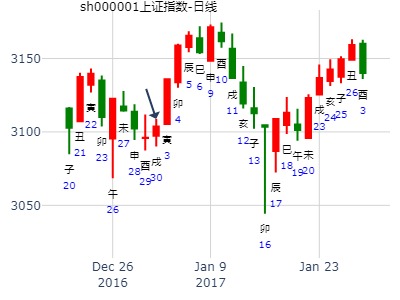 sh000001上证指数-日线
3150
3100
3050
子
20
丑
21
寅
22
卯
23
午
26
未
27
申
28
酉
29
戌
30
寅
3
卯
4
辰
5
巳
6
申
9
酉
10
戌
11
亥
12
子
13
卯
16
辰
17
巳
18
午
19
未
20
戌
23
亥
24
子
25
丑
26
酉
3
Dec 26
2016
Jan 9
2017
Jan 23